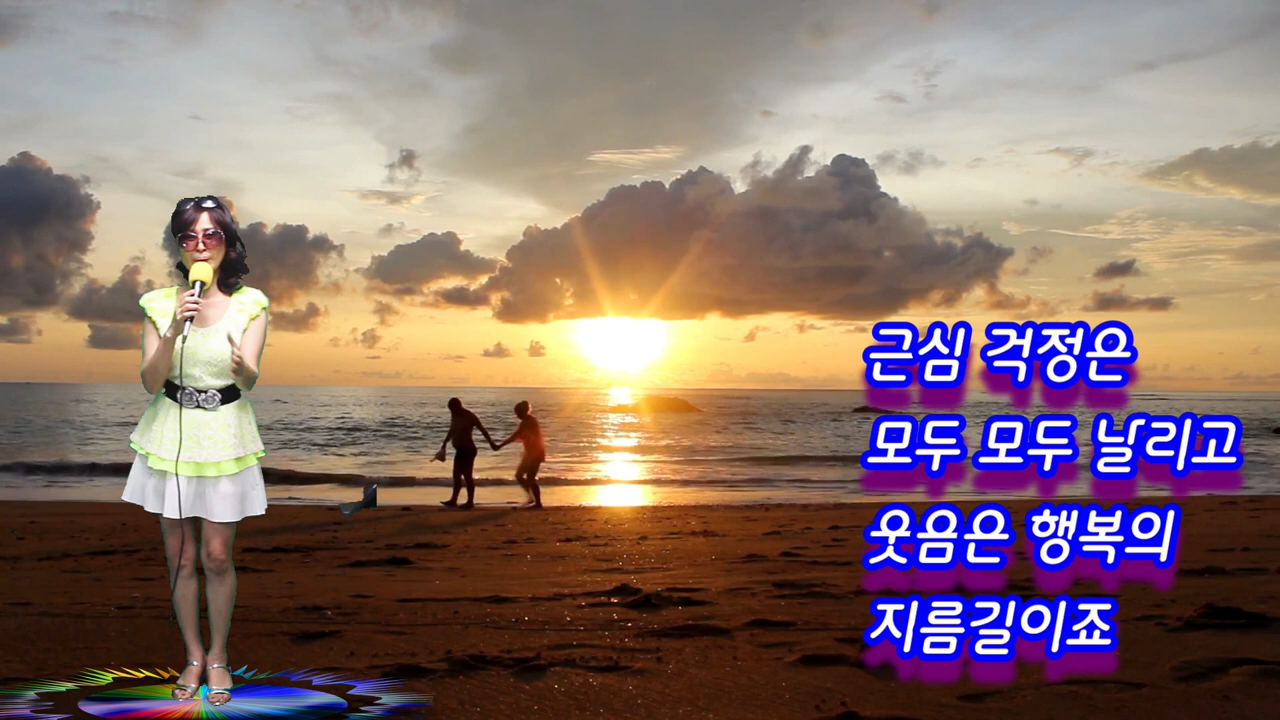 근심 걱정은
모두 모두 날리고
웃음은 행복의
지름길이죠